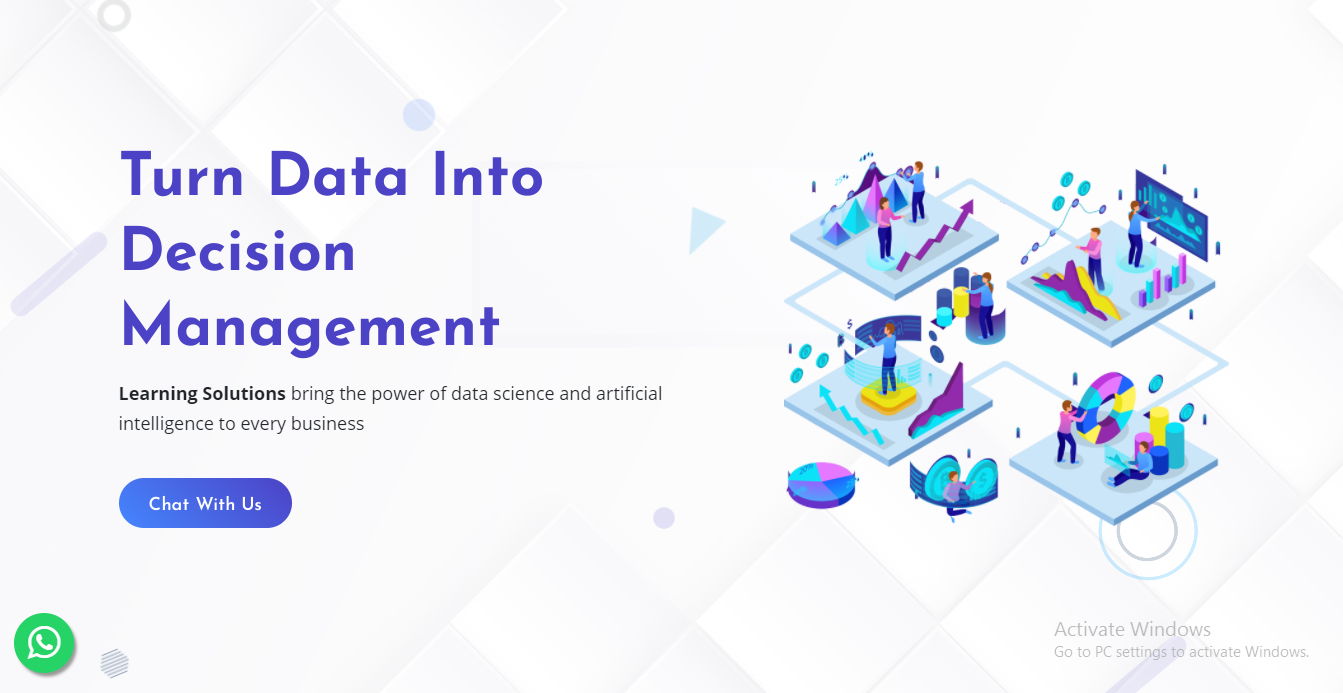 Turn Data Into
Decision
Management
Learning Solutions bring the power of data science and artificial
intelligence to every business
Chat With Us
Activate Windows
Go to PC settings to activate Windows.